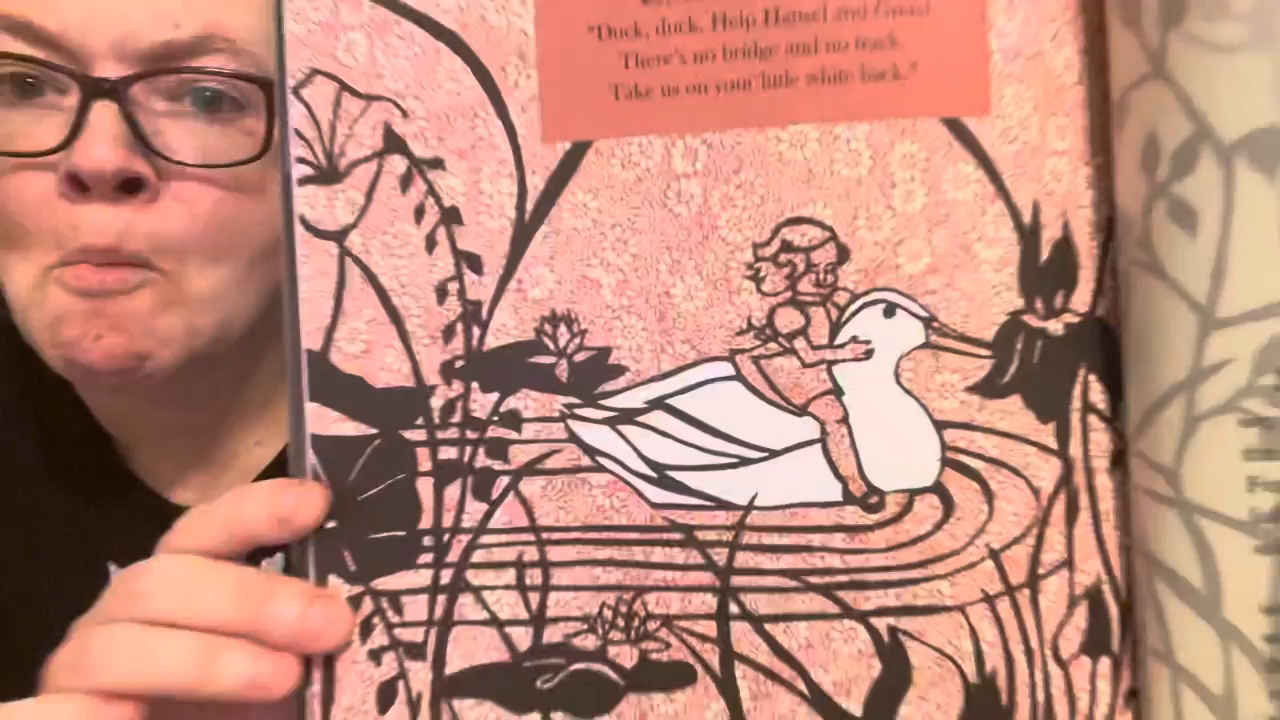 "Duck, duck, Help Hansel and Gretel
There's no bridge and no track,
Take us on your little white back."